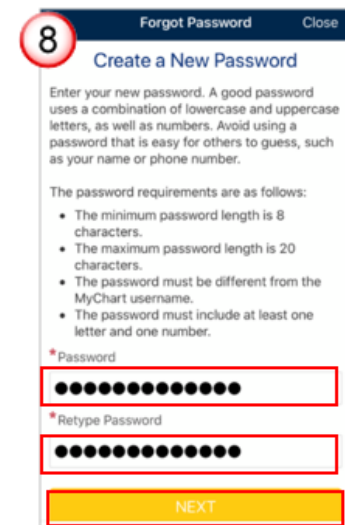 Forgot Password Close
8
Create a New Password
Enter your new password. A good password
uses a combination of lowercase and uppercase
letters, as well as numbers. Avoid using a
password that is easy for others to guess, such
as your name or phone number.
The password requirements are as follows:
• The minimum password length is 8
characters.
• The maximum password length is 20
characters.
• The password must be different from the
MyChart username.
• The password must include at least one
letter and one number.
*Password
●●●●●●●●●●●●●
*Retype Password
●●●●●●●●●●●●●
NEXT